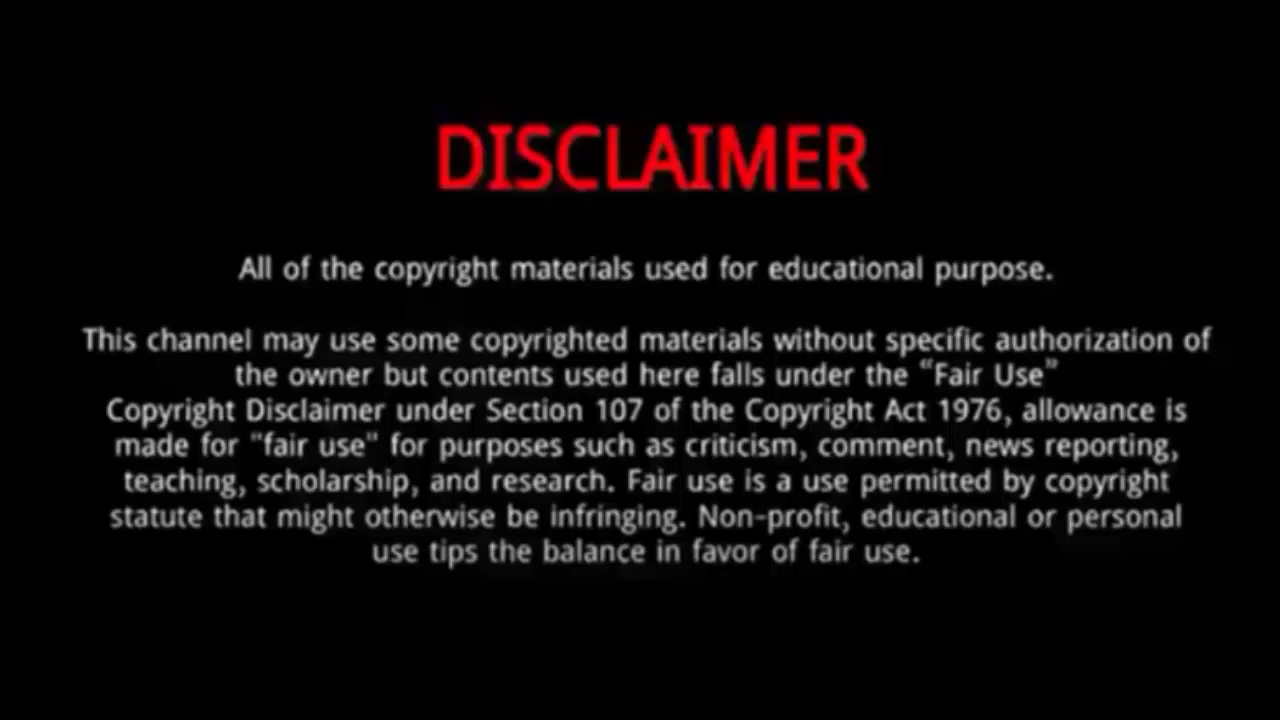 DISCLAIMER
All of the copyright materials used for educational purpose.
This channel may use some copyrighted materials without specific authorization of
the owner but contents used here falls under the “Fair Use”
Copyright Disclaimer under Section 107 of the Copyright Act 1976, allowance is
made for "fair use" for purposes such as criticism, comment, news reporting,
teaching, scholarship, and research. Fair use is a use permitted by copyright
statute that might otherwise be infringing. Non-profit, educational or personal
use tips the balance in favor of fair use.